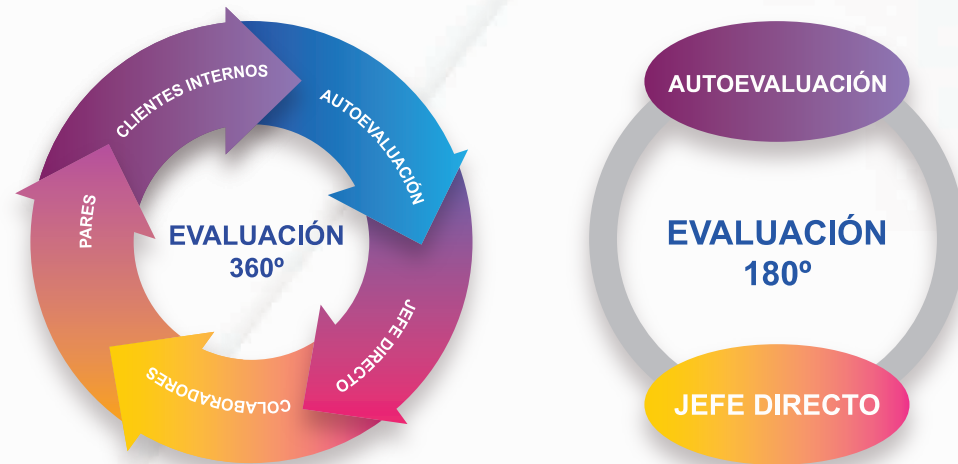 CLIENTES INTERNOS
AUTOEVALUACIÓN
JEFE DIRECTO
COLABORADORES
PARES
EVALUACIÓN
360º
AUTOEVALUACIÓN
EVALUACIÓN
180º
JEFE DIRECTO